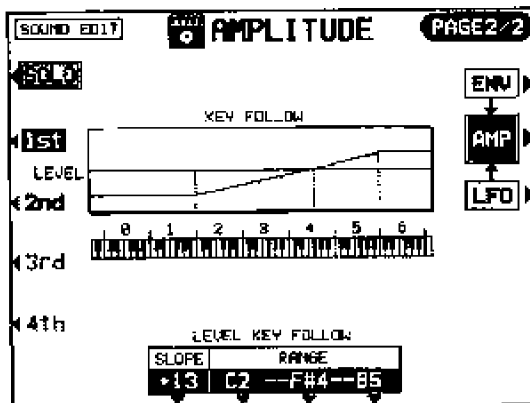 SOUND EDIT
AMPLITUDE
PAGE2/2
SOLO
ENV
KEY FOLLOW
1st
AMP
LEVEL
2nd
LFO
0 1 2 3 4 5 6
3rd
4th
LEVEL KEY FOLLOW
SLOPE RANGE
+13 C2 --F#4--B5